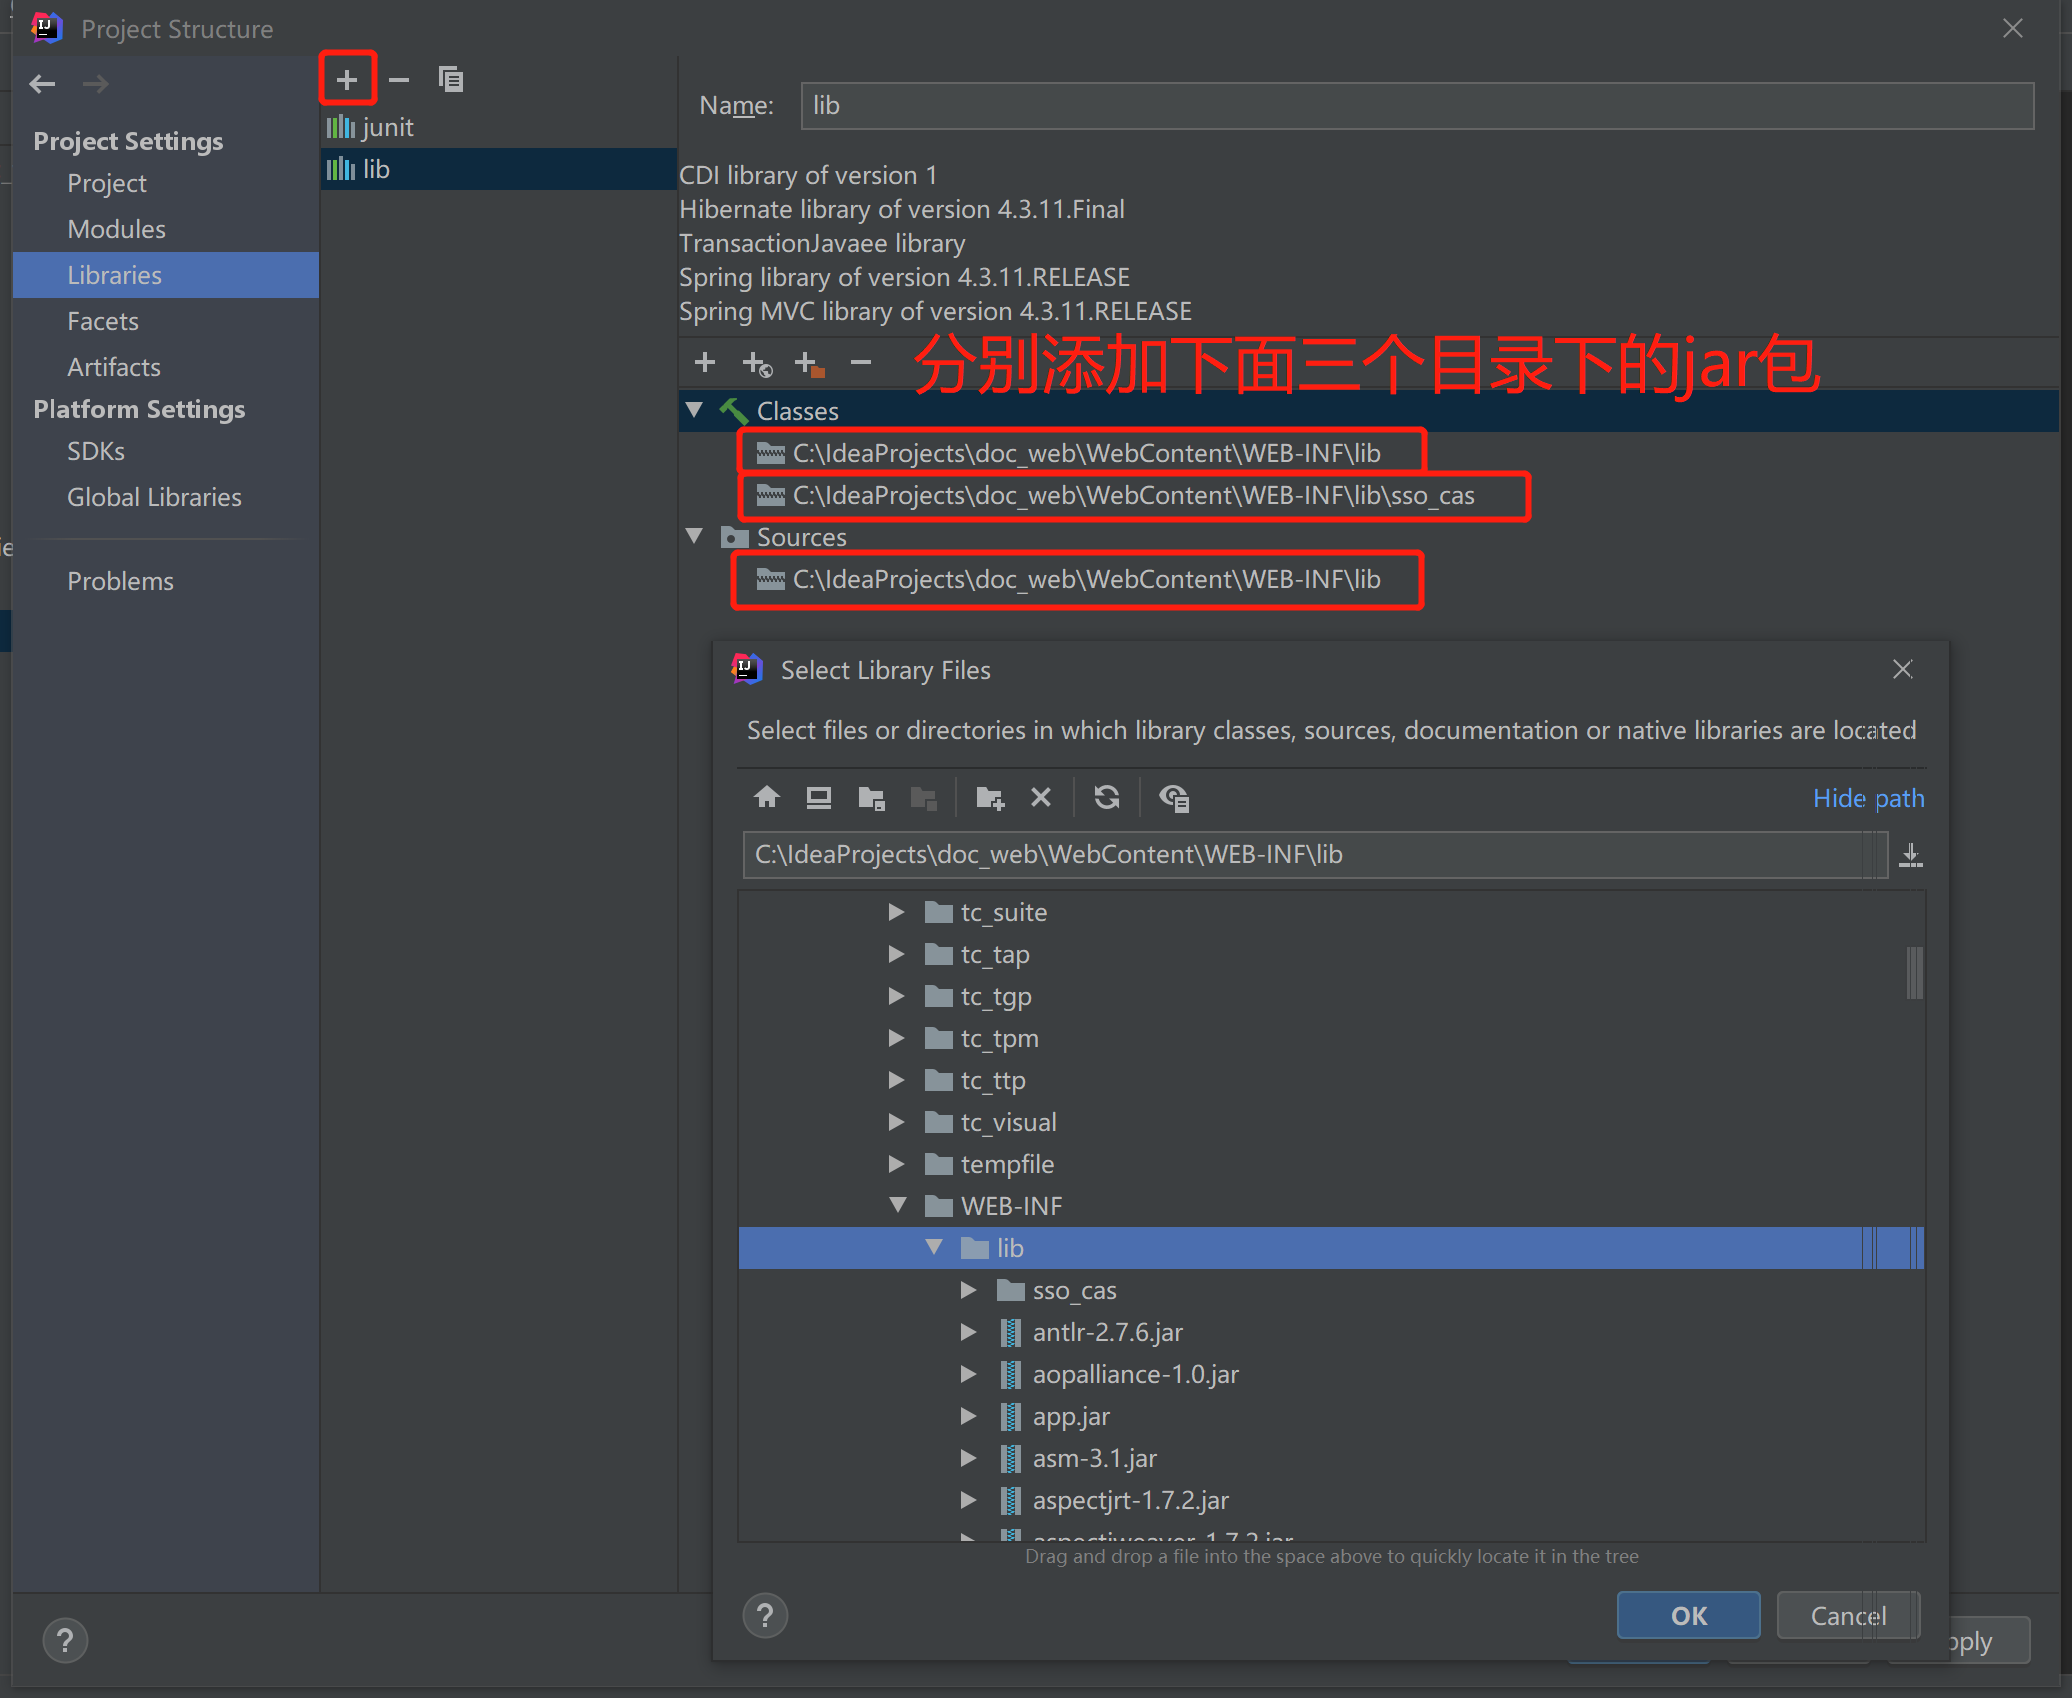 Project Structure
Project Settings
Project
Modules
Libraries
Facets
Artifacts
Platform Settings
SDKs
Global Libraries
Problems
junit
lib
Name: lib
CDI library of version 1
Hibernate library of version 4.3.11.Final
TransactionJavaee library
Spring library of version 4.3.11.RELEASE
Spring MVC library of version 4.3.11.RELEASE
分别添加下面三个目录下的jar包
Classes
C:\IdeaProjects\doc_web\WebContent\WEB-INF\lib
C:\IdeaProjects\doc_web\WebContent\WEB-INF\lib\sso_cas
Sources
C:\IdeaProjects\doc_web\WebContent\WEB-INF\lib
Select Library Files
Select files or directories in which library classes, sources, documentation or native libraries are located
Hide path
C:\IdeaProjects\doc_web\WebContent\WEB-INF\lib
tc_suite
tc_tap
tc_tgp
tc_tpm
tc_ttp
tc_visual
tempfile
WEB-INF
lib
sso_cas
antlr-2.7.6.jar
aopalliance-1.0.jar
app.jar
asm-3.1.jar
aspectjrt-1.7.2.jar
aspectjweaver-1.7.2.jar
Drag and drop a file into the space above to quickly locate it in the tree
? OK Cancel
? pply